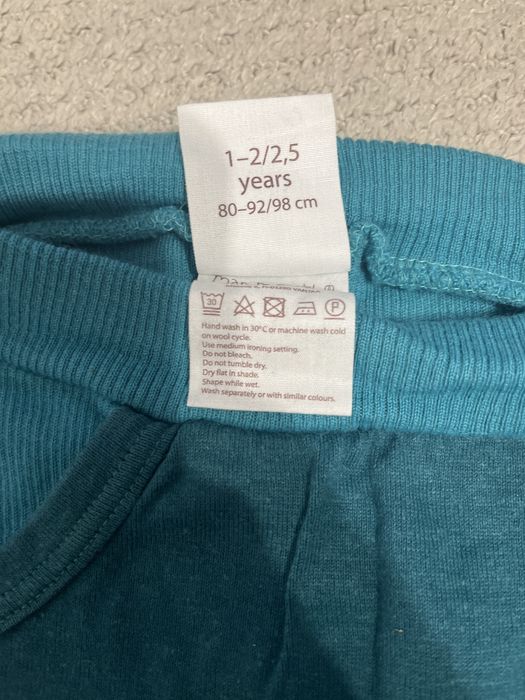 1–2/2,5
years
80–92/98 cm
30
P
Hand wash in 30°C or machine wash cold
on wool cycle.
Use medium ironing setting.
Do not bleach.
Do not tumble dry.
Dry flat in shade.
Shape while wet.
Wash separately or with similar colours.